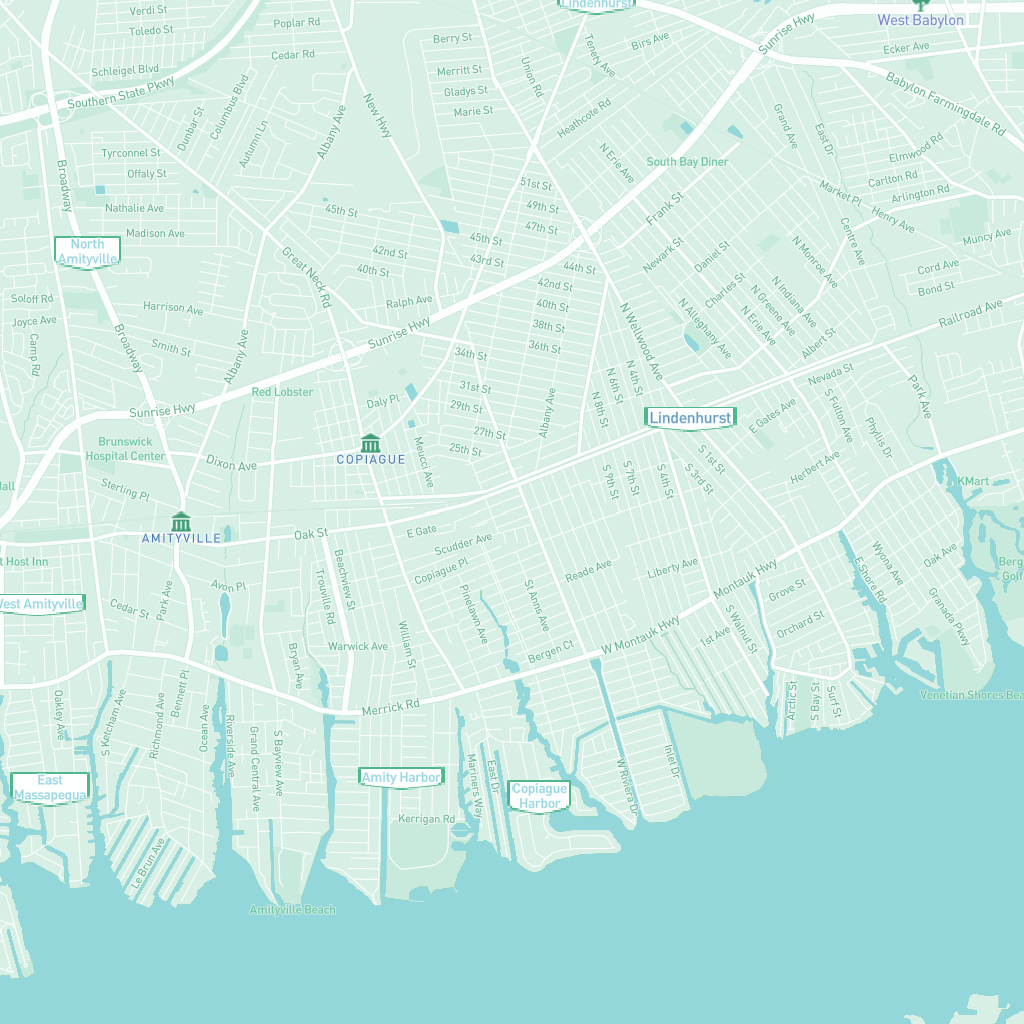 Verdi St
Toledo St
Poplar Rd
Cedar Rd
Schleigel Blvd
Southern State Pkwy
Columbus Blvd
Dunbar St
Autumn Ln
Albany Ave
New Hwy
Berry St
Merritt St
Gladys St
Marie St
Union Rd
Tenety Ave
Birs Ave
Heathcote Rd
Lindenhurst
Sunrise Hwy
West Babylon
Ecker Ave
Babylon Farmingdale Rd
Grand Ave
East Dr
Elmwood Rd
Carlton Rd
Arlington Rd
Market Pl
Henry Ave
Centre Ave
Muncy Ave
Cord Ave
Bond St
Railroad Ave
South Bay Diner
N Erie Ave
Frank St
Tyrconnel St
Offaly St
Broadway
Nathalie Ave
Madison Ave
North
Amityville
45th St
42nd St
40th St
Great Neck Rd
Ralph Ave
51st St
49th St
47th St
45th St
43rd St
44th St
42nd St
40th St
38th St
36th St
34th St
31st St
29th St
27th St
25th St
Newark St
Daniel St
Charles St
N Monroe Ave
N Indiana Ave
N Greene Ave
N Erie Ave
N Alleghany Ave
N Wellwood Ave
Albert St
Nevada St
Soloff Rd
Joyce Ave
Camp Rd
Harrison Ave
Smith St
Broadway
Albany Ave
Sunrise Hwy
Sunrise Hwy
Red Lobster
Daly Pl
Meucci Ave
Albany Ave
N 8th St
N 6th St
N 4th St
Lindenhurst
E Gates Ave
S Fulton Ave
Phyllis Dr
Park Ave
Herbert Ave
KMart
Brunswick
Hospital Center
Dixon Ave
COPIAGUE
Sterling Pl
AMITYVILLE
Oak St
E Gate
Scudder Ave
Copiague Pl
S 9th St
S 7th St
S 4th St
S 3rd St
S 1st St
Reade Ave
Liberty Ave
Montauk Hwy
Grove St
Orchard St
E Shore Rd
Wyona Ave
Granada Pkwy
Oak Ave
Venetian Shores Bea
Avon Pl
Park Ave
Cedar St
Beachview St
Trouville Rd
Warwick Ave
William St
Pinelawn Ave
St Anns Ave
Bergen Ct
W Montauk Hwy
1st Ave
S Walnut St
Arctic St
S Bay St
Surf St
Bryan Ave
Bennett Pl
Richmond Ave
S Ketcham Ave
Oakley Ave
Ocean Ave
Riverside Ave
Grand Central Ave
S Bayview Ave
Merrick Rd
East
Massapequa
Amity Harbor
Kerrigan Rd
Mariners Way
East Dr
Copiague
Harbor
W Riviera Dr
Inlet Dr
Le Brun Ave
Amityville Beach